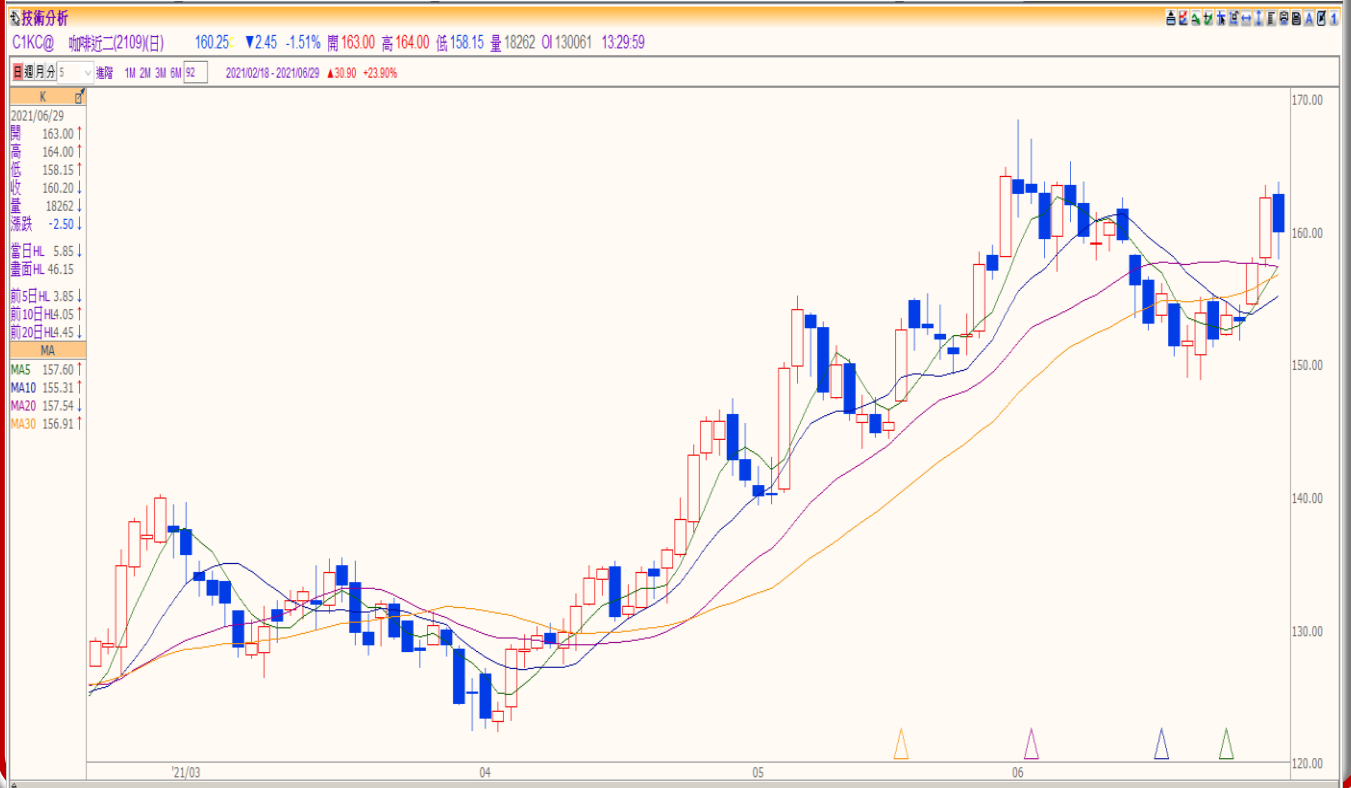 技術分析
C1KC@ 咖啡近二(2109)(日) 160.25c ▼2.45 -1.51% 開 163.00 高 164.00 低 158.15 量 18262 OI 130061 13:29:59
日 週 月 分 5 進階 1M 2M 3M 6M 92 2021/02/18 - 2021/06/29 ▲30.90 +23.90%
K
2021/06/29
開 163.00↑
高 164.00↑
低 158.15↑
收 160.20↓
量 18262↓
漲跌 -2.50↓
當日HL 5.85↓
畫面HL 46.15
前5日HL 3.85↓
前10日HL4.05↑
前20日HL4.45↓
MA
MA5 157.60↑
MA10 155.31↑
MA20 157.54↓
MA30 156.91↑
170.00
160.00
150.00
140.00
130.00
120.00
'21/03 04 05 06